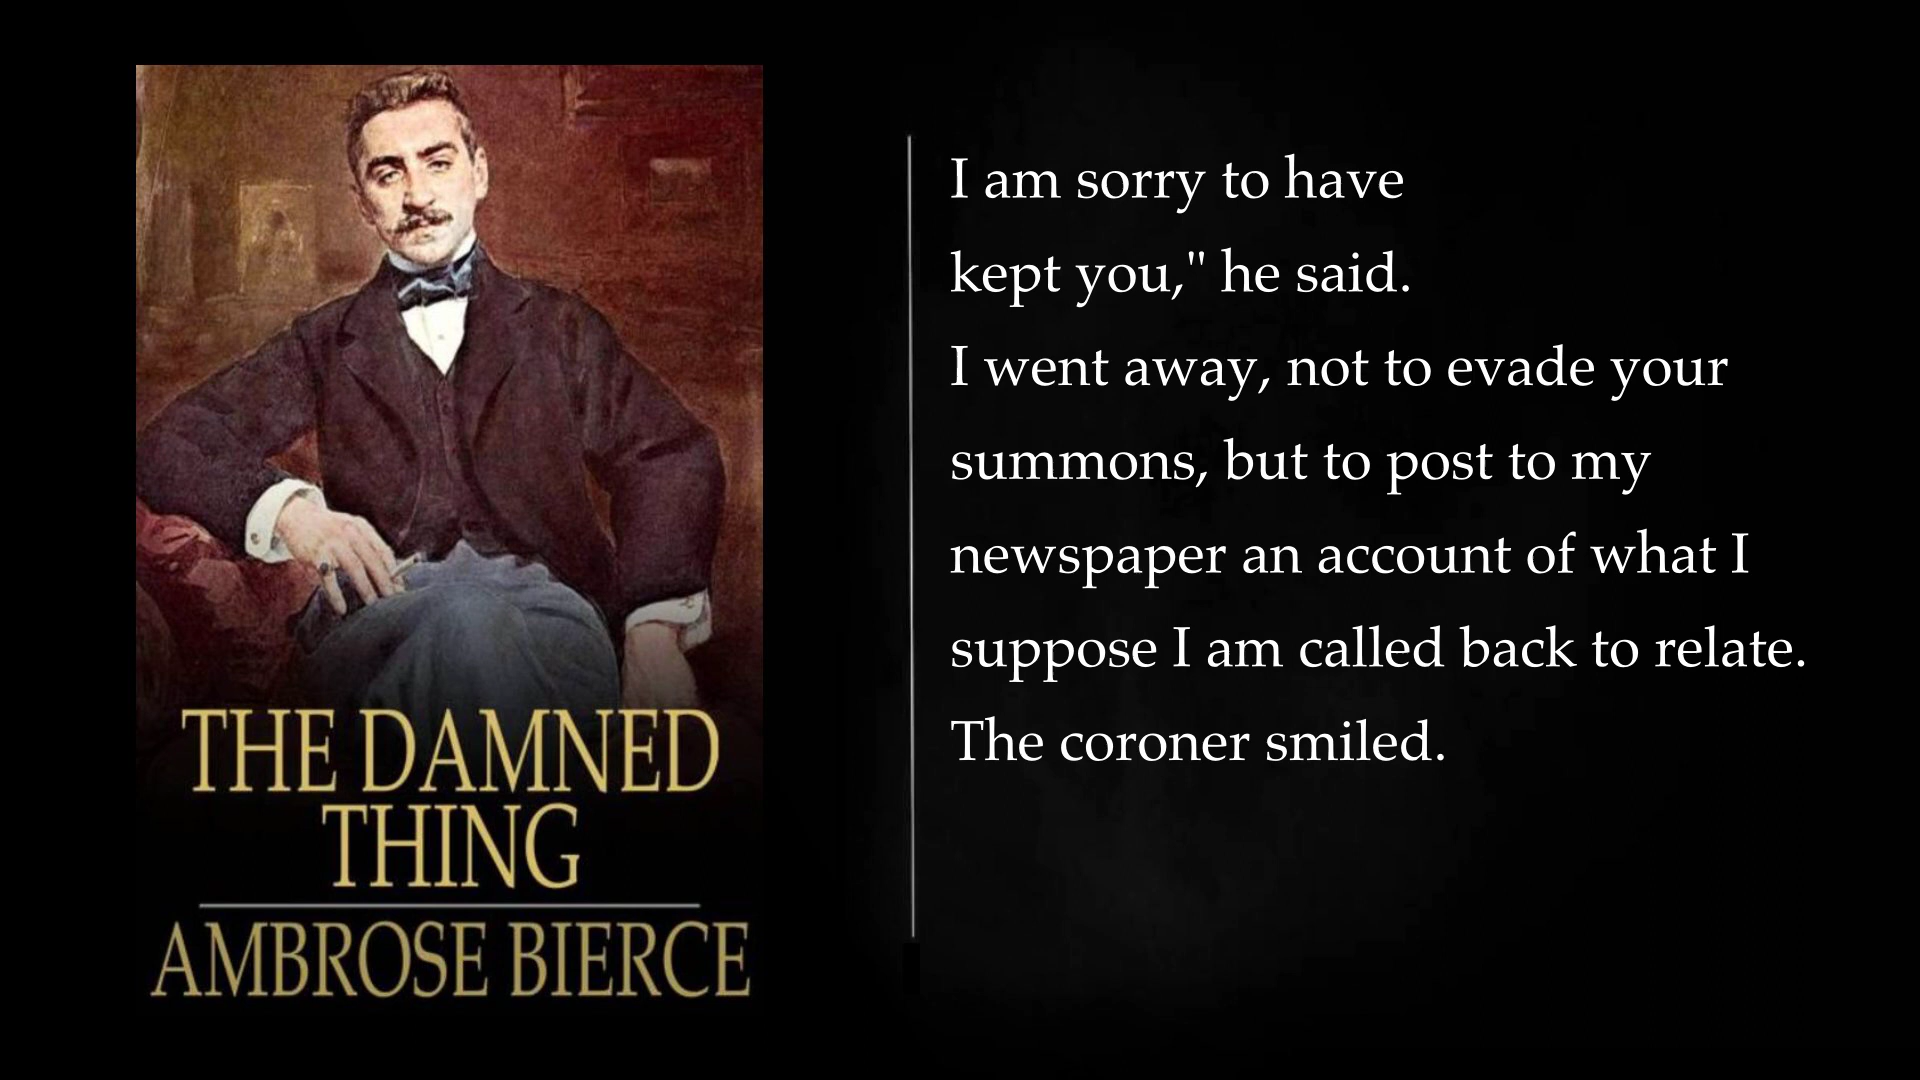 THE DAMNED
THING
AMBROSE BIERCE
I am sorry to have
kept you," he said.
I went away, not to evade your
summons, but to post to my
newspaper an account of what I
suppose I am called back to relate.
The coroner smiled.